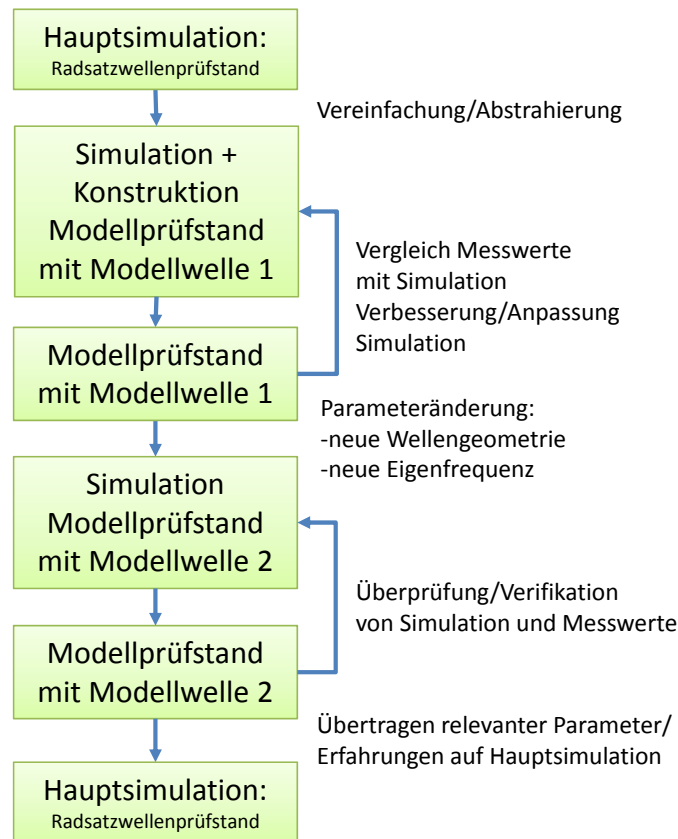 Hauptsimulation:
Radsatzwellenprüfstand
Vereinfachung/Abstrahierung
Simulation +
Konstruktion
Modellprüfstand
mit Modellwelle 1
Vergleich Messwerte
mit Simulation
Verbesserung/Anpassung
Simulation
Modellprüfstand
mit Modellwelle 1
Parameteränderung:
-neue Wellengeometrie
-neue Eigenfrequenz
Simulation
Modellprüfstand
mit Modellwelle 2
Überprüfung/Verifikation
von Simulation und Messwerte
Modellprüfstand
mit Modellwelle 2
Übertragen relevanter Parameter/
Erfahrungen auf Hauptsimulation
Hauptsimulation:
Radsatzwellenprüfstand